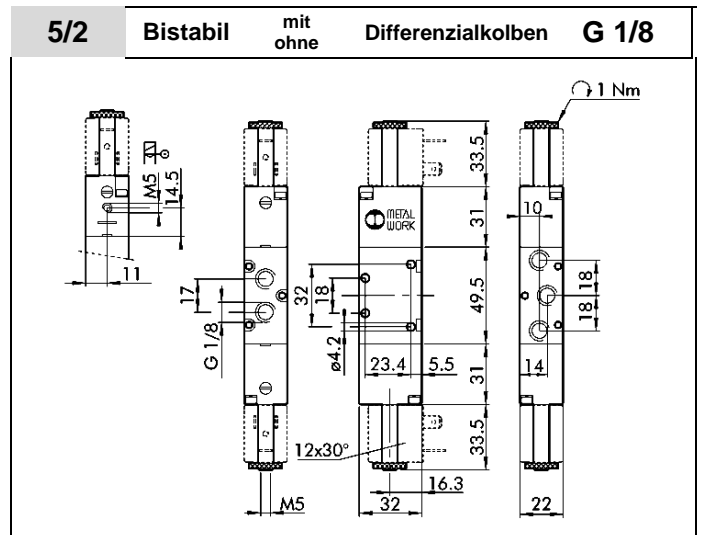 5/2 Bistabil mit ohne Differenzialkolben G 1/8
1 Nm
M5
14.5
11
17
G 1/8
M5
METAL
WORK
33.5
31
49.5
31
33.5
32
18
ø4.2
23.4
5.5
12x30°
16.3
32
10
18
18
14
22